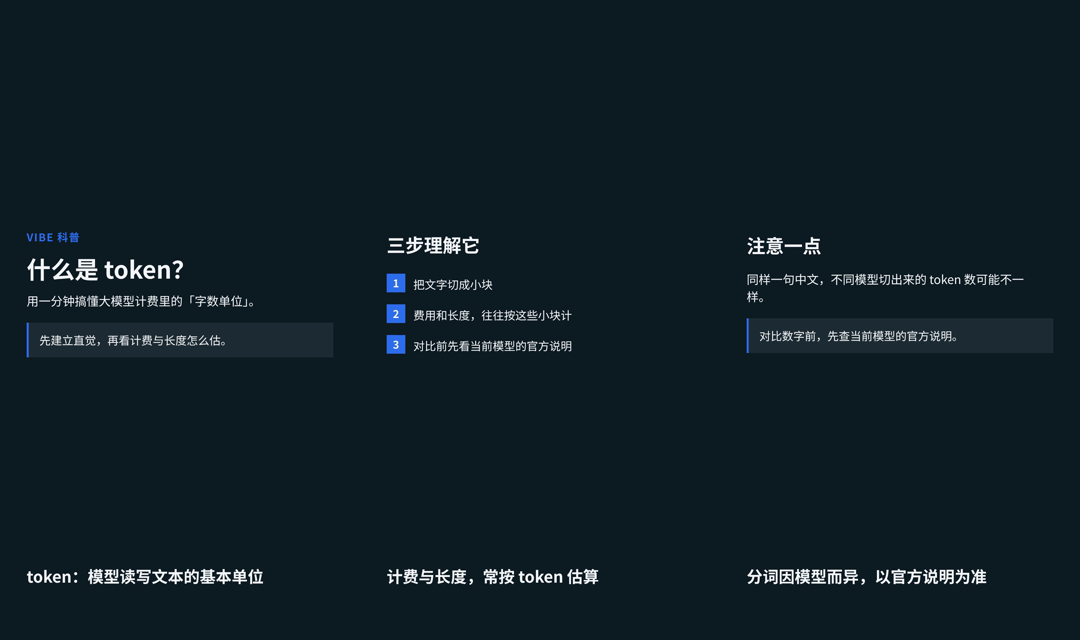 VIBE 科普
什么是 token？
用一分钟搞懂大模型计费里的「字数单位」。
先建立直觉，再看计费与长度怎么估。
token：模型读写文本的基本单位
三步理解它
1 把文字切成小块
2 费用和长度，往往按这些小块计
3 对比前先看当前模型的官方说明
计费与长度，常按 token 估算
注意一点
同样一句中文，不同模型切出来的 token 数可能不一
样。
对比数字前，先查当前模型的官方说明。
分词因模型而异，以官方说明为准